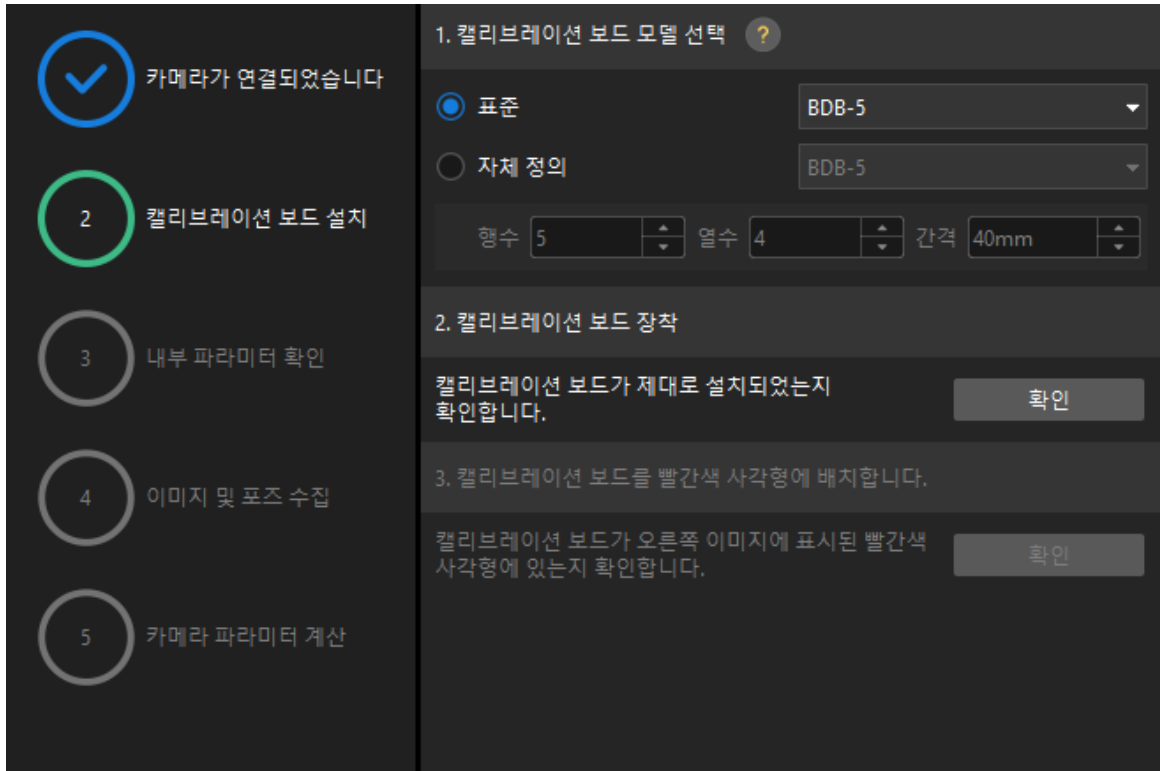 카메라가 연결되었습니다
2
캘리브레이션 보드 설치
3
내부 파라미터 확인
4
이미지 및 포즈 수집
5
카메라 파라미터 계산
1. 캘리브레이션 보드 모델 선택 ?
표준 BDB-5
자체 정의 BDB-5
행수 5 열수 4 간격 40mm
2. 캘리브레이션 보드 장착
캘리브레이션 보드가 제대로 설치되었는지
확인합니다.
확인
3. 캘리브레이션 보드를 빨간색 사각형에 배치합니다.
캘리브레이션 보드가 오른쪽 이미지에 표시된 빨간색
사각형에 있는지 확인합니다.
확인